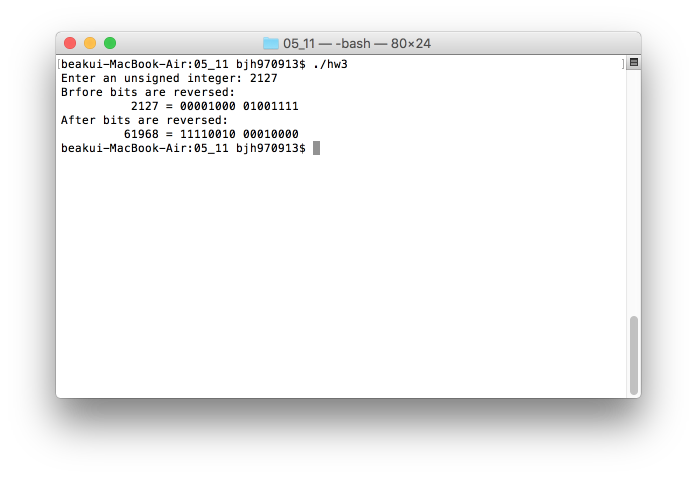 05_11 — -bash — 80×24
[beakui-MacBook-Air:05_11 bjh970913$ ./hw3 ]
Enter an unsigned integer: 2127
Brfore bits are reversed:
2127 = 00001000 01001111
After bits are reversed:
61968 = 11110010 00010000
beakui-MacBook-Air:05_11 bjh970913$